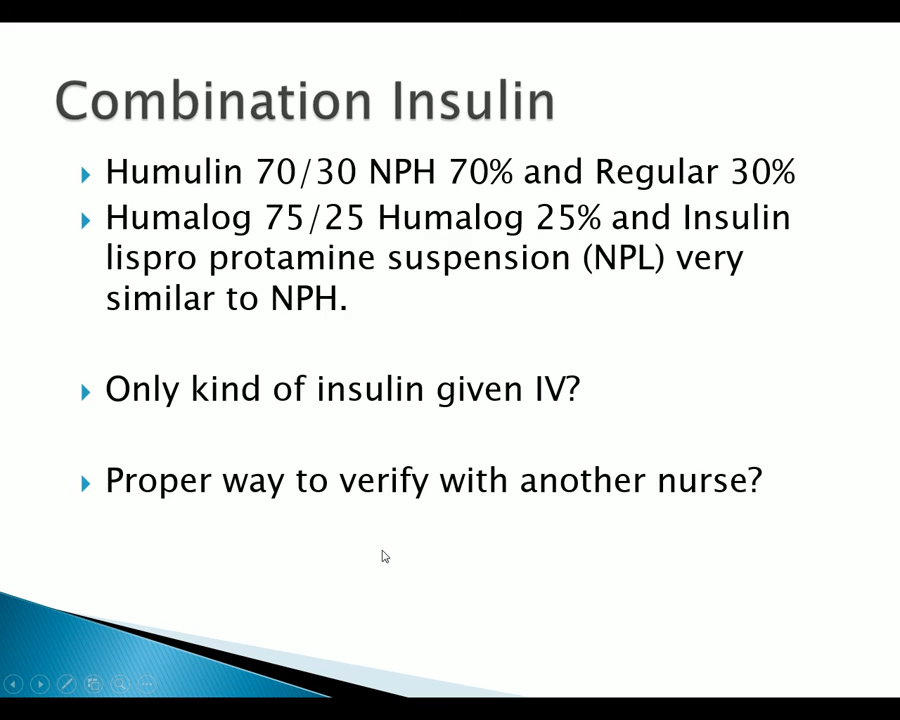 Combination Insulin
Humulin 70/30 NPH 70% and Regular 30%
Humalog 75/25 Humalog 25% and Insulin
lispro protamine suspension (NPL) very
similar to NPH.
Only kind of insulin given IV?
Proper way to verify with another nurse?